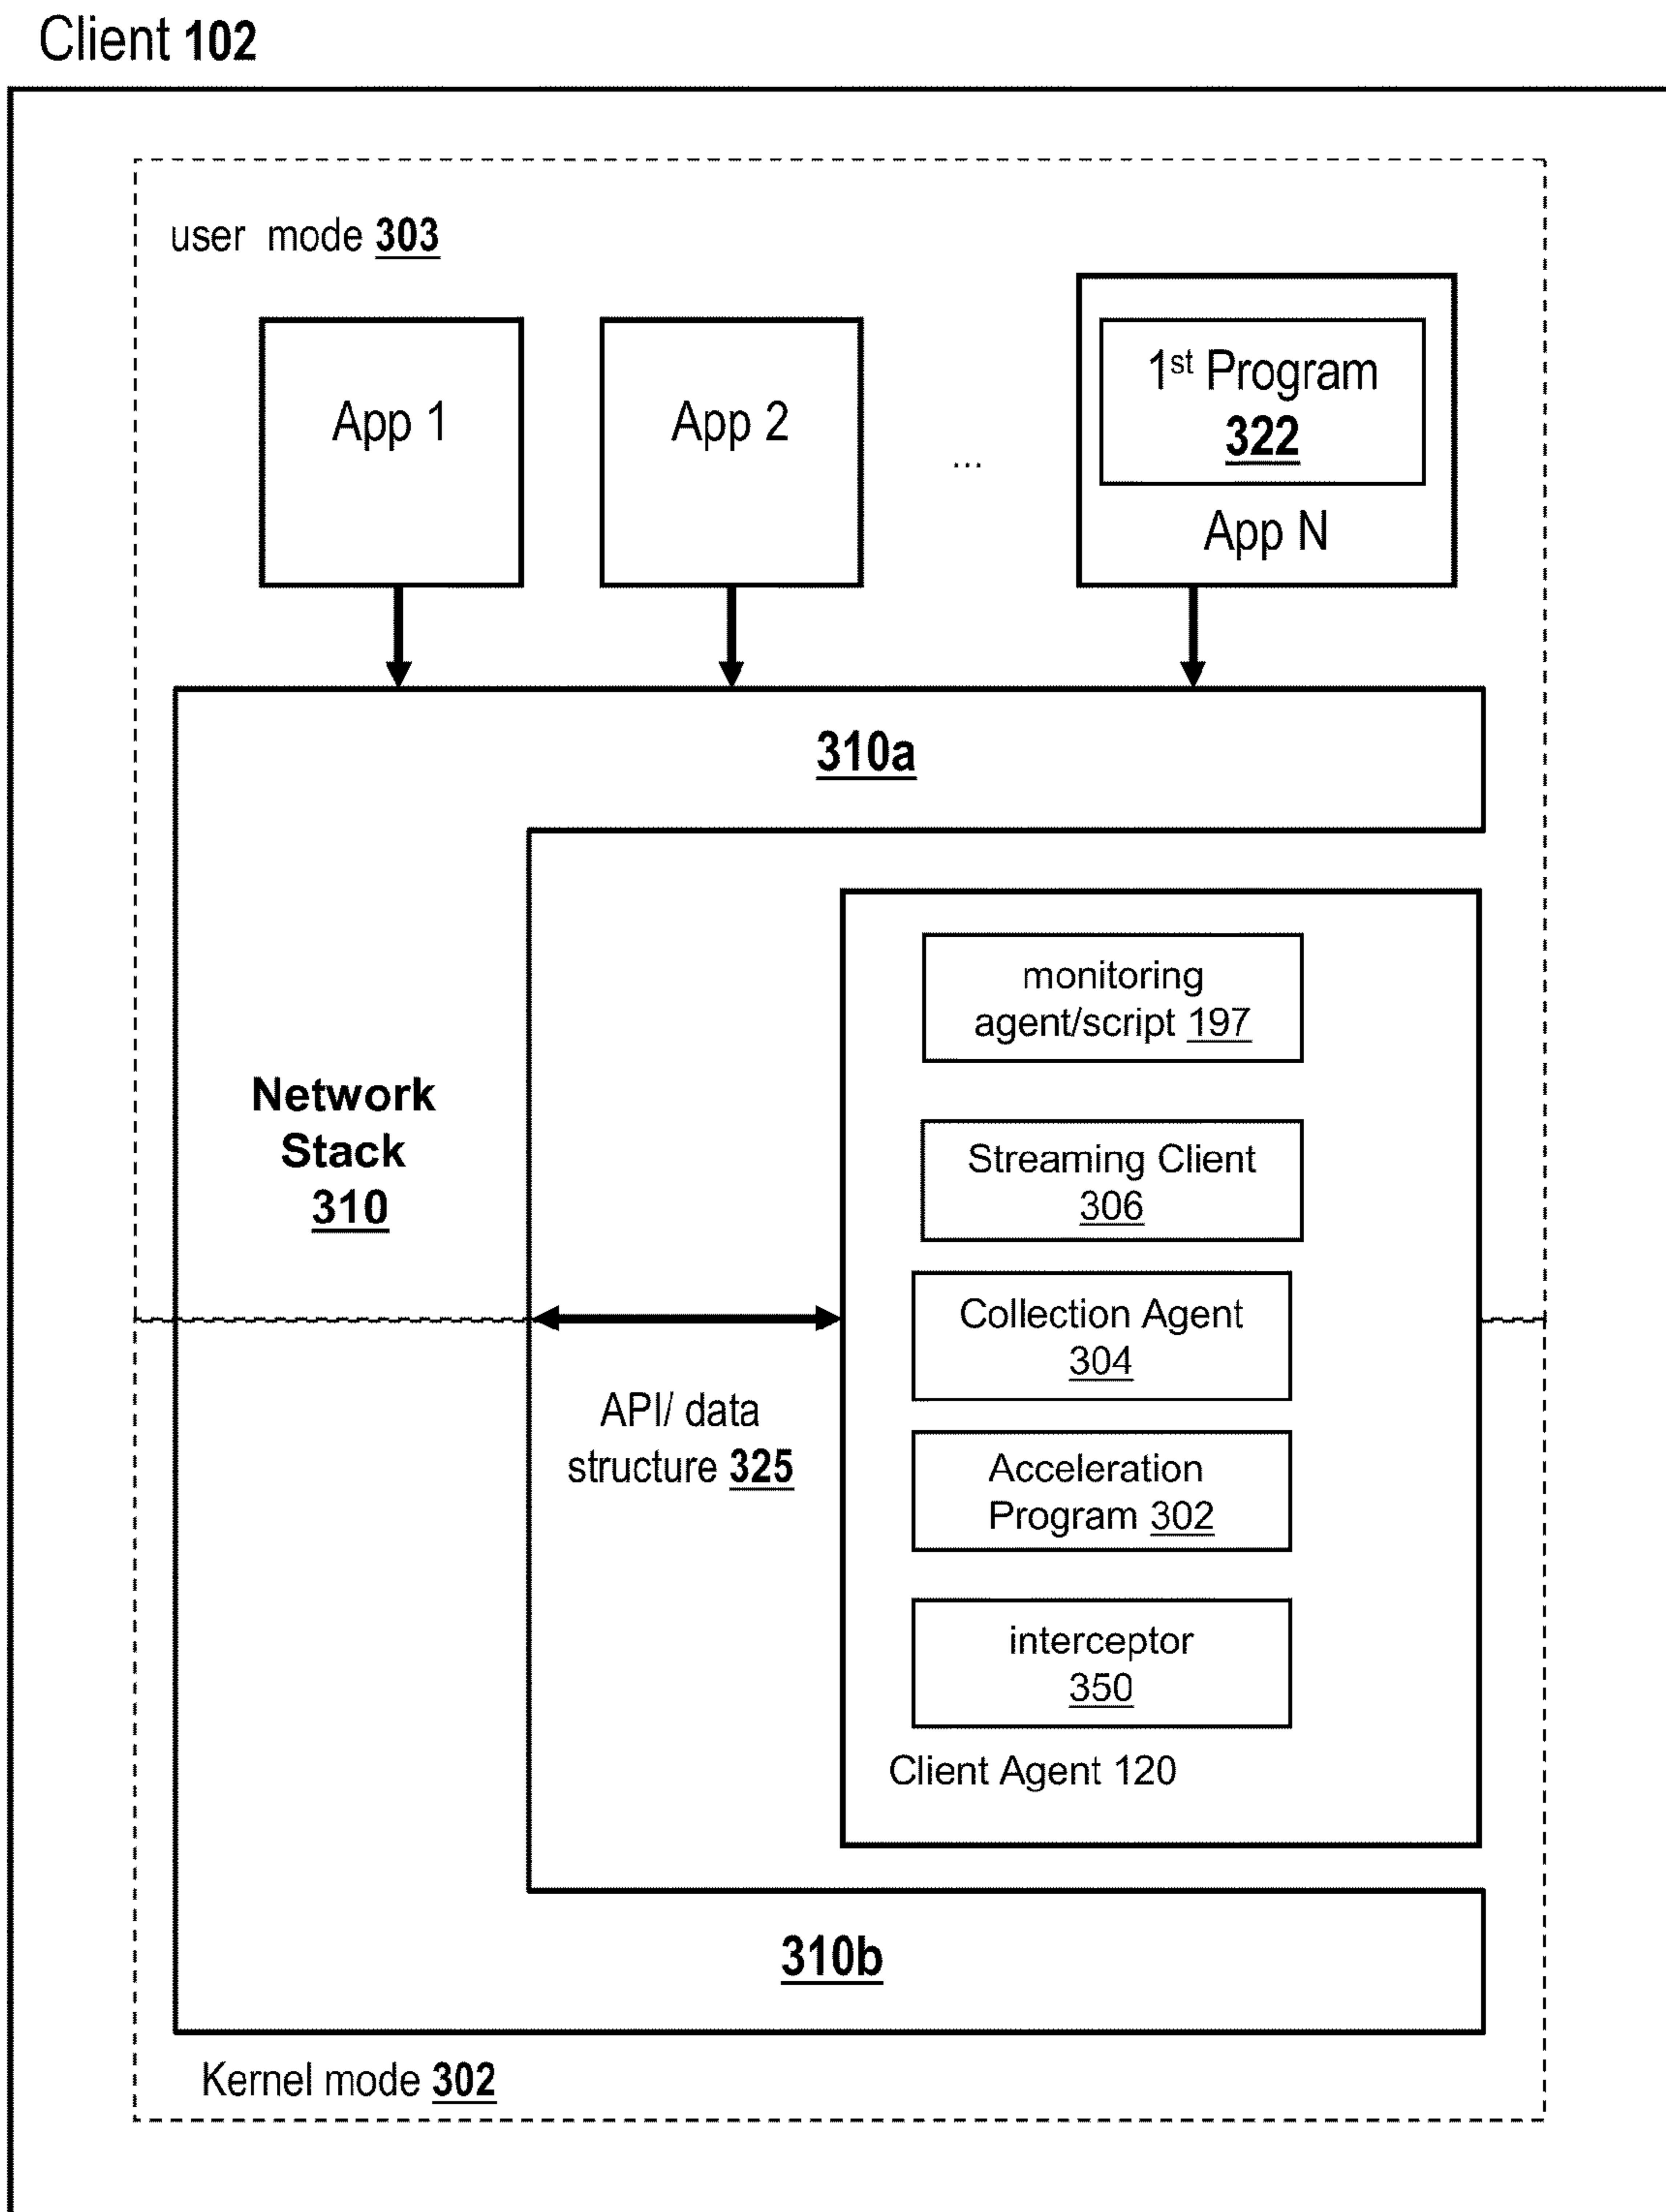 Client 102
user mode 303
App 1
App 2
...
1st Program
322
App N
310a
Network
Stack
310
monitoring
agent/script 197
Streaming Client
306
Collection Agent
304
API/ data
structure 325
Acceleration
Program 302
interceptor
350
Client Agent 120
310b
Kernel mode 302